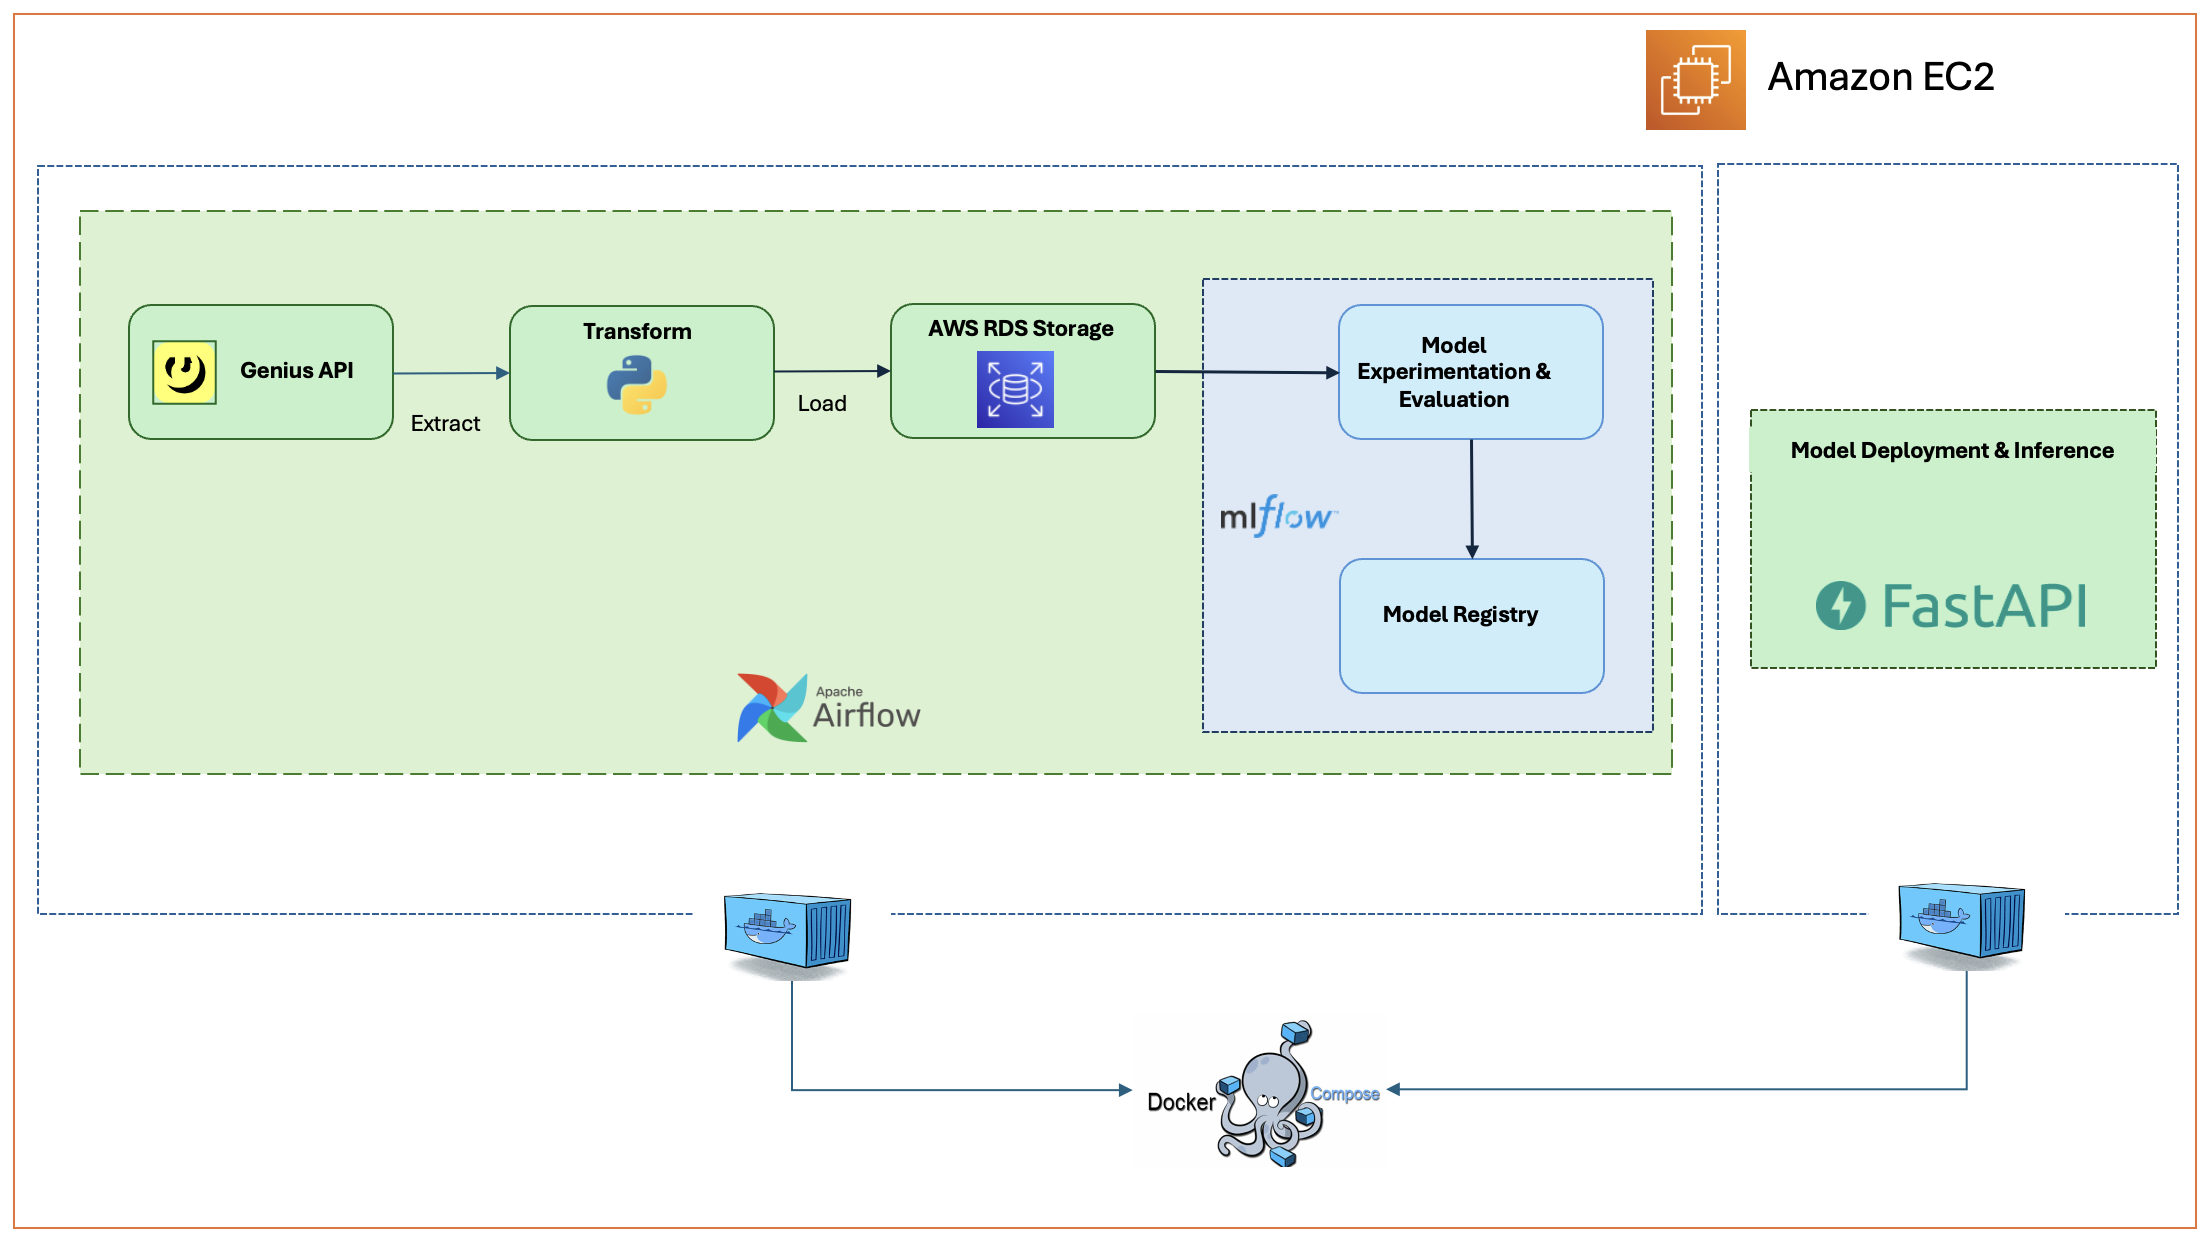 Amazon EC2
Genius API
Extract
Transform
Load
AWS RDS Storage
Model
Experimentation &
Evaluation
mlflow
Model Registry
Apache
Airflow
Model Deployment & Inference
FastAPI
Docker
Compose